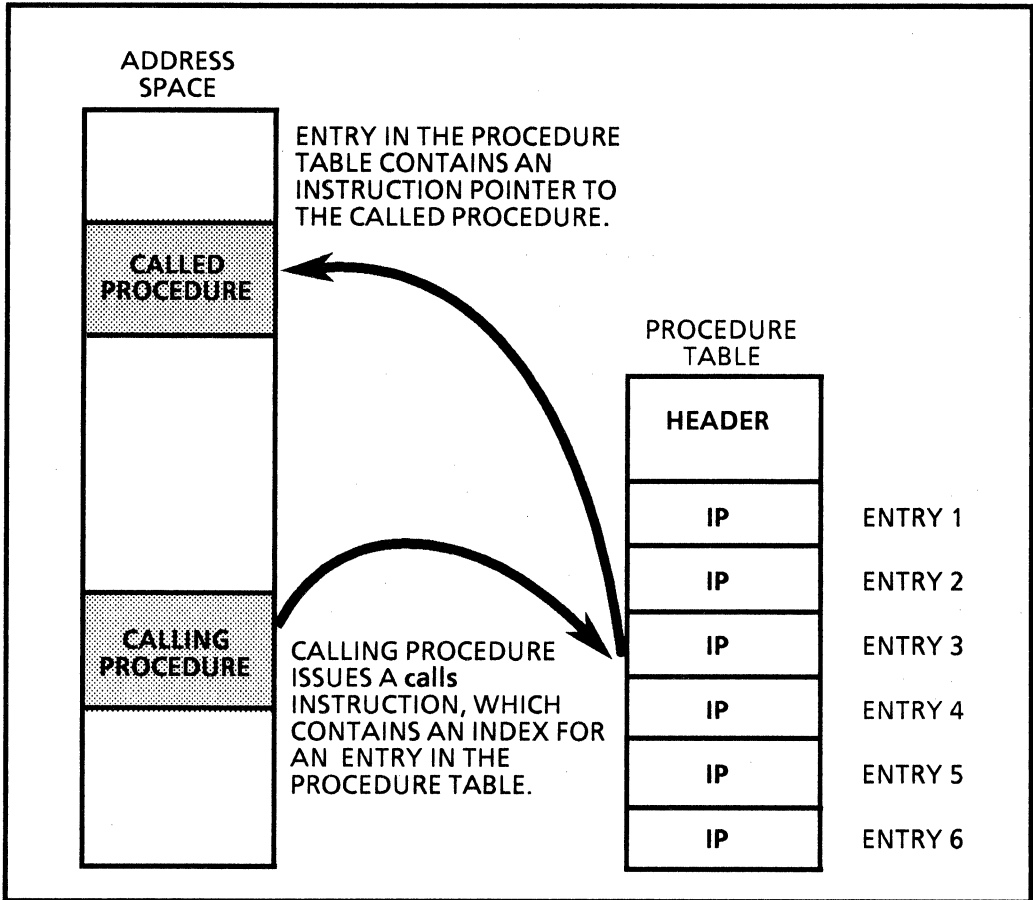 ADDRESS
SPACE
ENTRY IN THE PROCEDURE
TABLE CONTAINS AN
INSTRUCTION POINTER TO
THE CALLED PROCEDURE.
CALLED
PROCEDURE
PROCEDURE
TABLE
HEADER
IP ENTRY 1
IP ENTRY 2
IP ENTRY 3
IP ENTRY 4
IP ENTRY 5
IP ENTRY 6
CALLING
PROCEDURE
CALLING PROCEDURE
ISSUES A calls
INSTRUCTION, WHICH
CONTAINS AN INDEX FOR
AN ENTRY IN THE
PROCEDURE TABLE.